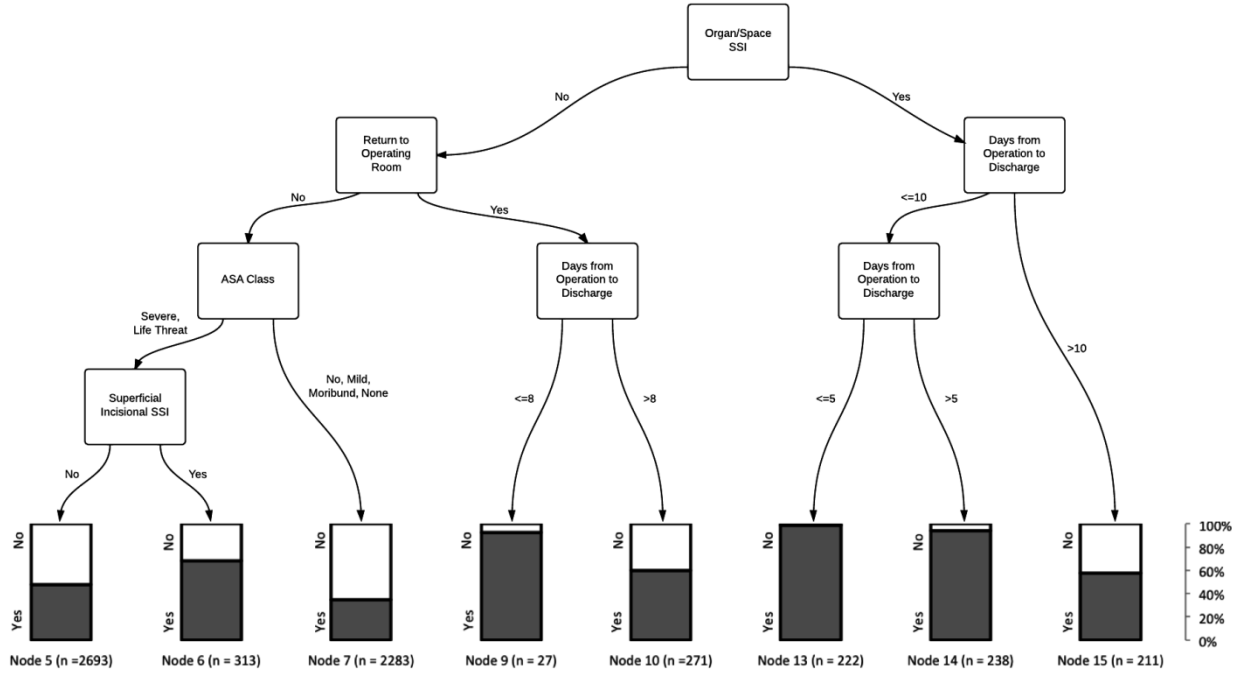 Organ/Space
SSI
No
Yes
Return to
Operating
Room
Days from
Operation to
Discharge
No
Yes
<=10
>10
ASA Class
Days from
Operation to
Discharge
Days from
Operation to
Discharge
Severe,
Life Threat
No, Mild,
Moribund, None
<=8
>8
<=5
>5
Superficial
Incisional SSI
No
Yes
No
Yes
No
Yes
No
Yes
No
Yes
No
Yes
No
Yes
No
Yes
No
Yes
100%
80%
60%
40%
20%
0%
Node 5 (n =2693)
Node 6 (n = 313)
Node 7 (n = 2283)
Node 9 (n = 27)
Node 10 (n =271)
Node 13 (n = 222)
Node 14 (n = 238)
Node 15 (n = 211)